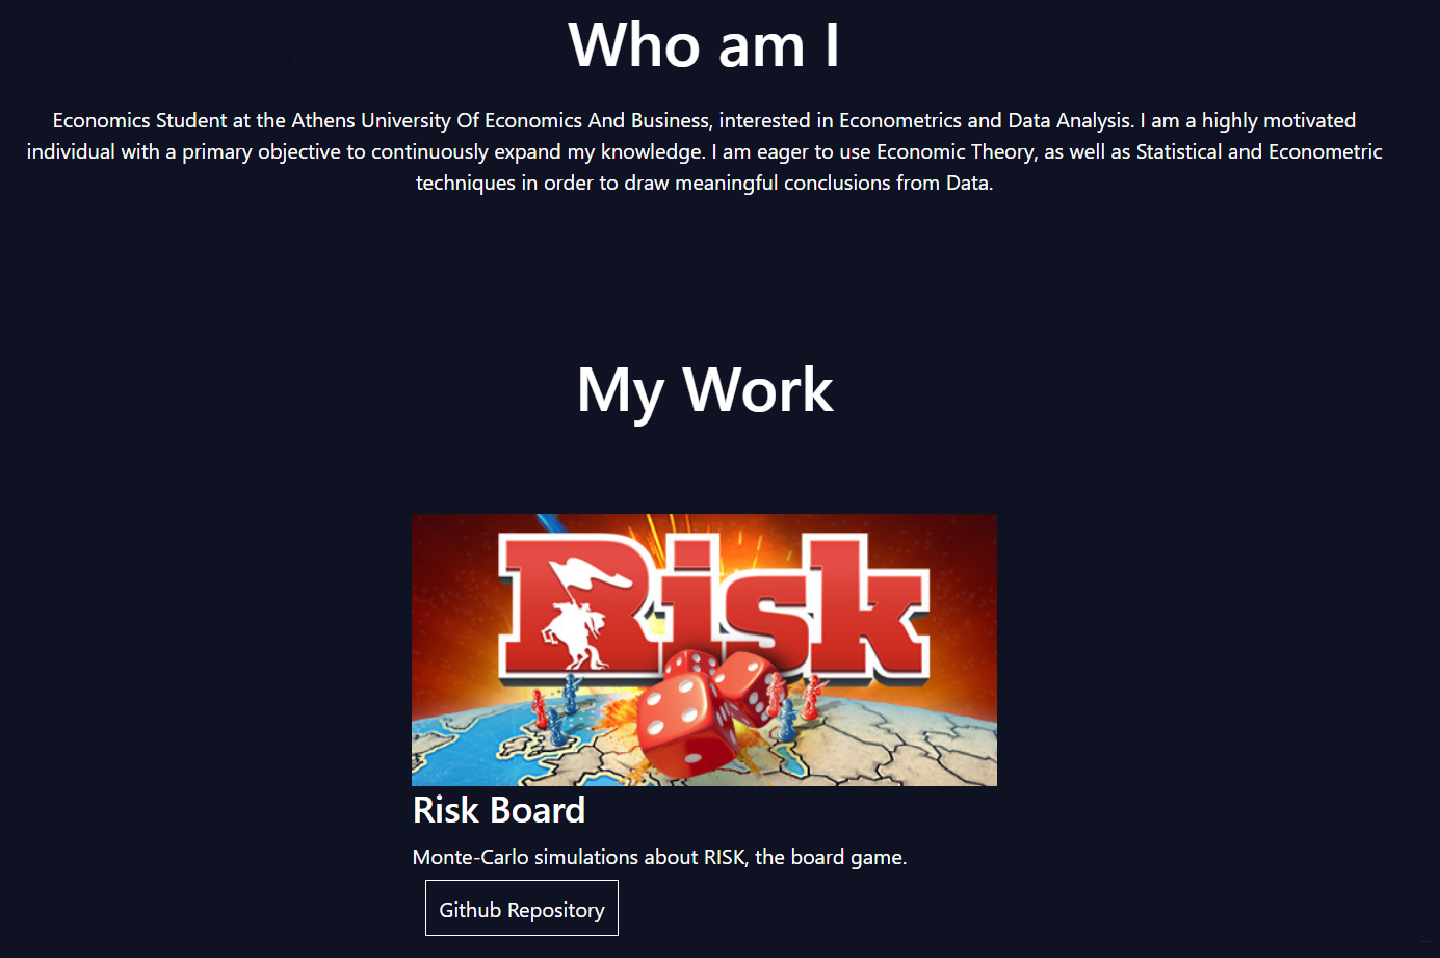 Who am I
Economics Student at the Athens University Of Economics And Business, interested in Econometrics and Data Analysis. I am a highly motivated
individual with a primary objective to continuously expand my knowledge. I am eager to use Economic Theory, as well as Statistical and Econometric
techniques in order to draw meaningful conclusions from Data.
My Work
Risk
Risk Board
Monte-Carlo simulations about RISK, the board game.
Github Repository